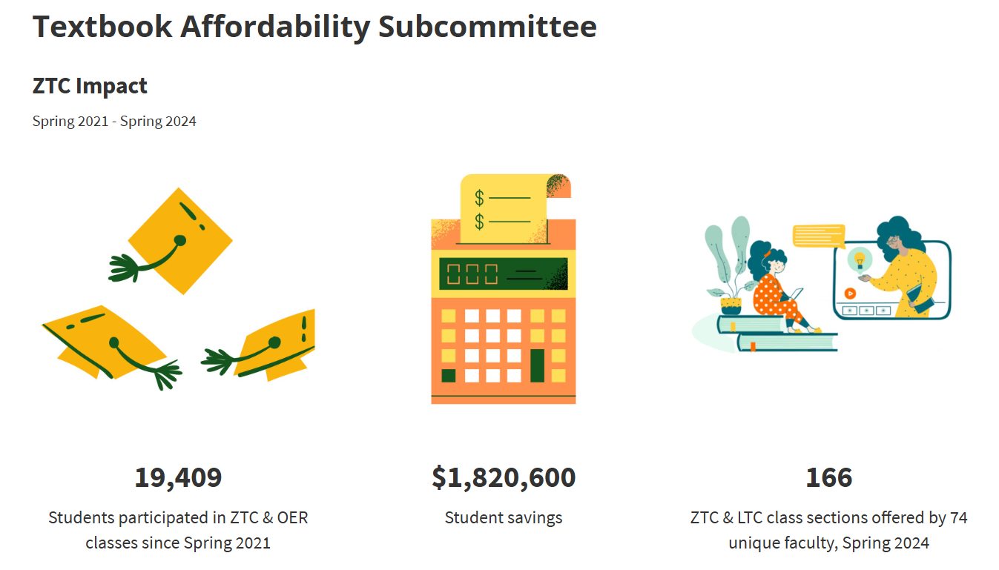 Textbook Affordability Subcommittee
ZTC Impact
Spring 2021 - Spring 2024
$
$
19,409
Students participated in ZTC & OER
classes since Spring 2021
$1,820,600
Student savings
166
ZTC & LTC class sections offered by 74
unique faculty, Spring 2024